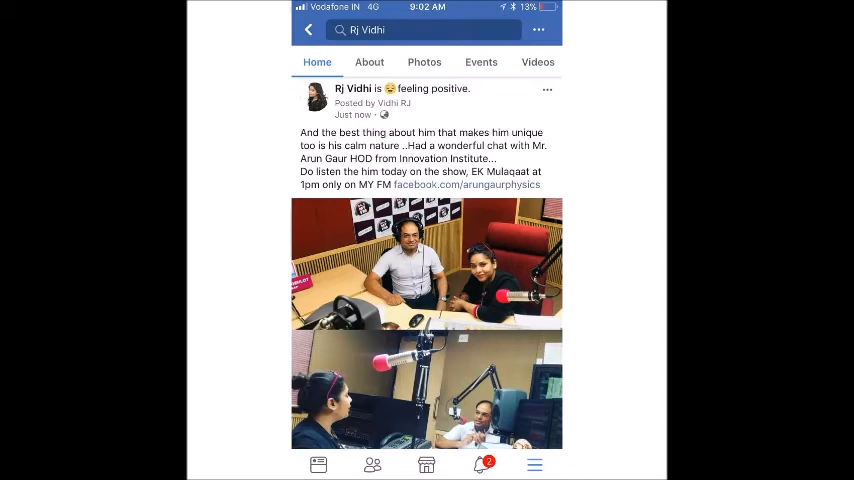 Vodafone IN 4G 9:02 AM 13%
Rj Vidhi
Home About Photos Events Videos
Rj Vidhi is feeling positive.
Posted by Vidhi RJ
Just now ·
And the best thing about him that makes him unique
too is his calm nature ..Had a wonderful chat with Mr.
Arun Gaur HOD from Innovation Institute...
Do listen the him today on the show, EK Mulaqaat at
1pm only on MY FM facebook.com/arungaurphysics
2